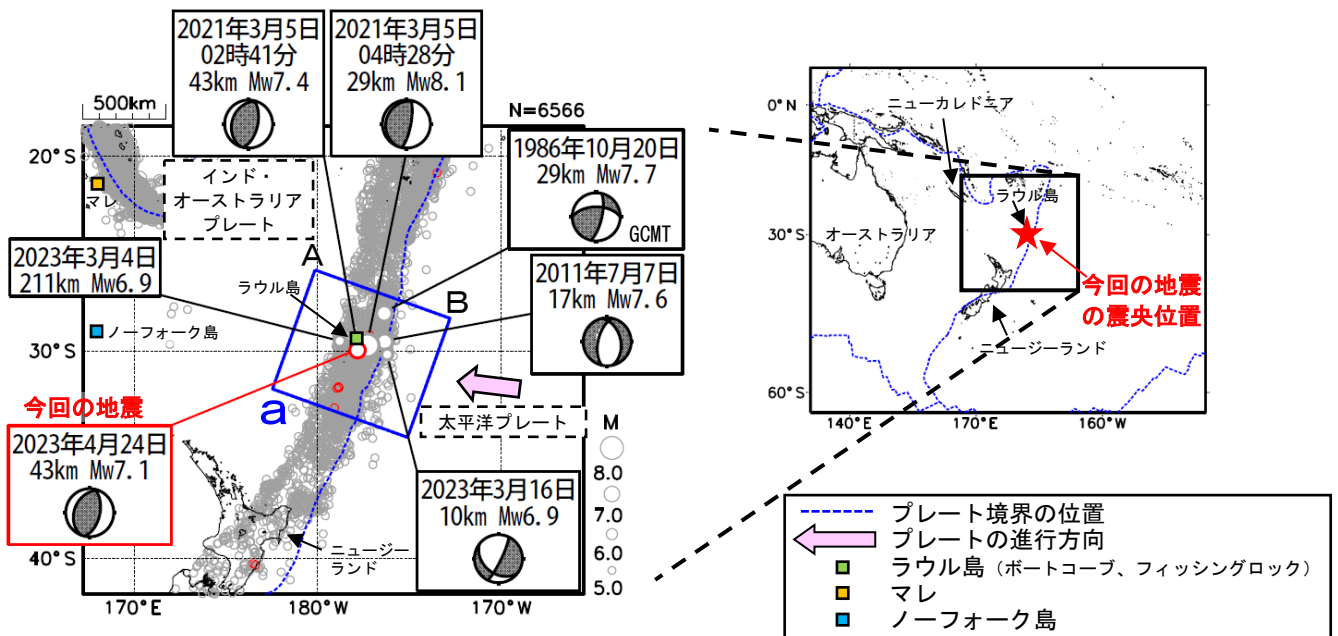 2021年3月5日
02時41分
43km Mw7.4
2021年3月5日
04時28分
29km Mw8.1
500km
N=6566
1986年10月20日
29km Mw7.7
GCMT
20°S
マレ
インド・
オーストラリア
プレート
2023年3月4日
211km Mw6.9
A
ラウル島
B
2011年7月7日
17km Mw7.6
ノーフォーク島
30°S
今回の地震
a
太平洋プレート
2023年4月24日
43km Mw7.1
2023年3月16日
10km Mw6.9
M
8.0
7.0
6.0
5.0
ニュージー
ランド
40°S
170°E
180°W
170°W
0°N
ニューカレドニア
ラウル島
オーストラリア
30°S
今回の地震
の震央位置
ニュージーランド
60°S
140°E
170°E
160°W
プレート境界の位置
プレートの進行方向
ラウル島（ボートコーブ、フィッシングロック）
マレ
ノーフォーク島